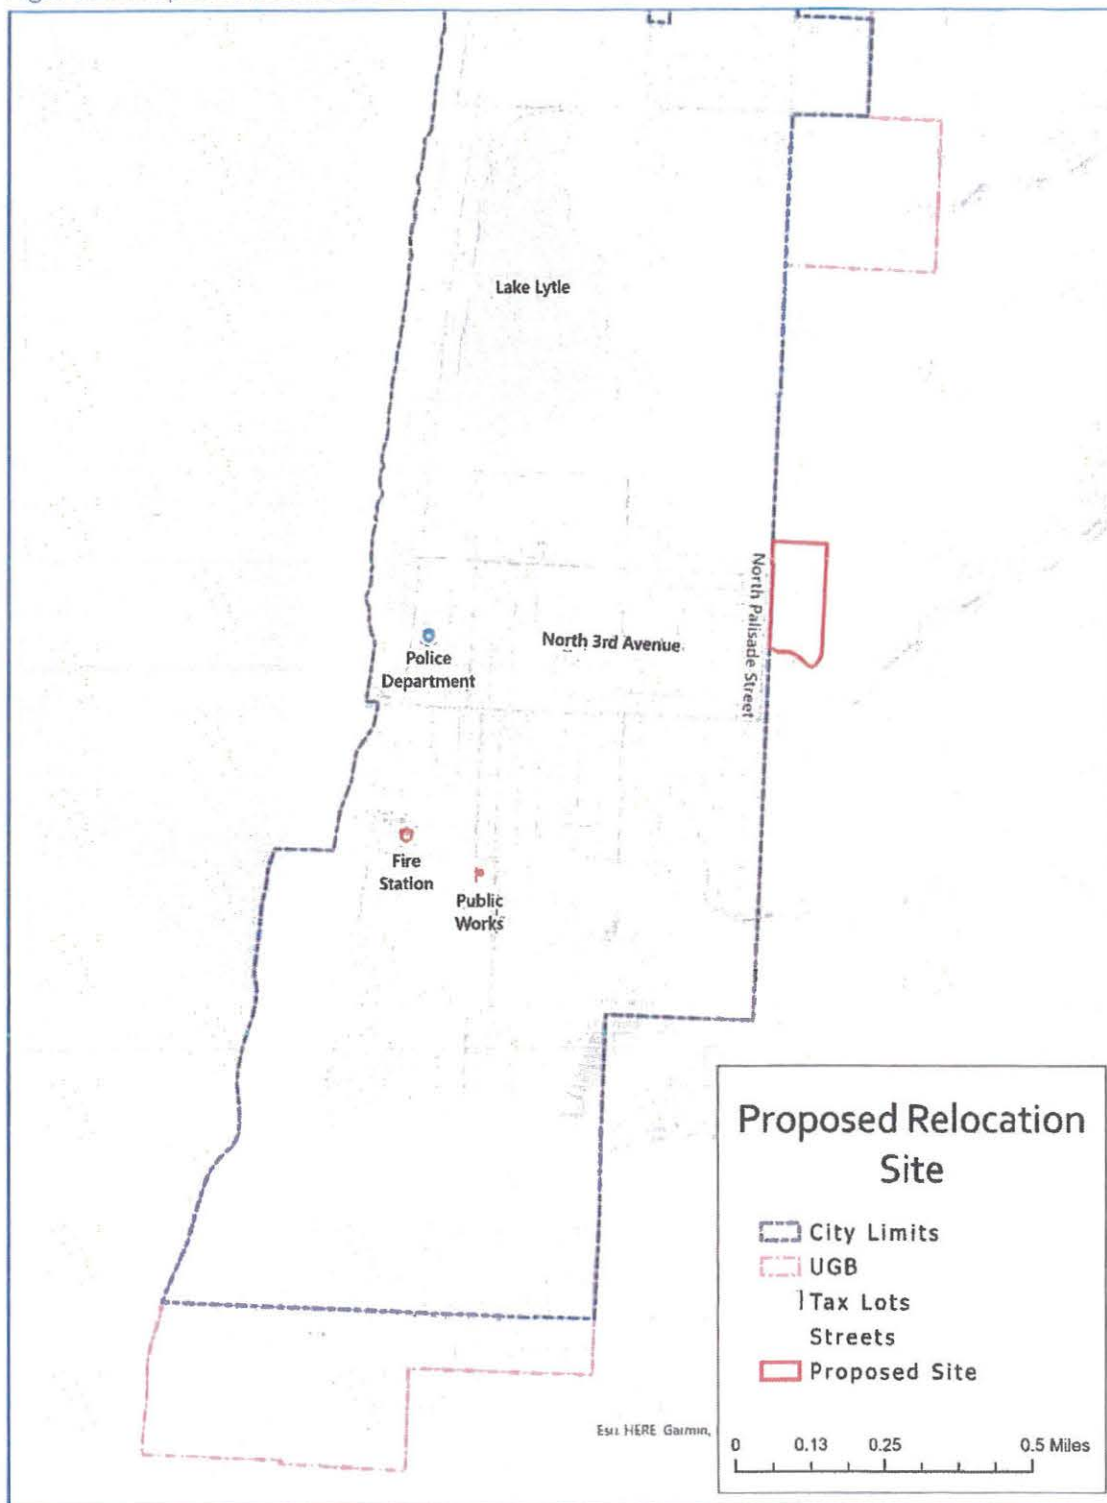 Lake Lytle
North Palisade Street
North 3rd Avenue
Police
Department
Fire
Station
Public
Works
Proposed Relocation
Site
City Limits
UGB
Tax Lots
Streets
Proposed Site
Esri HERE Garmin,
0 0.13 0.25 0.5 Miles